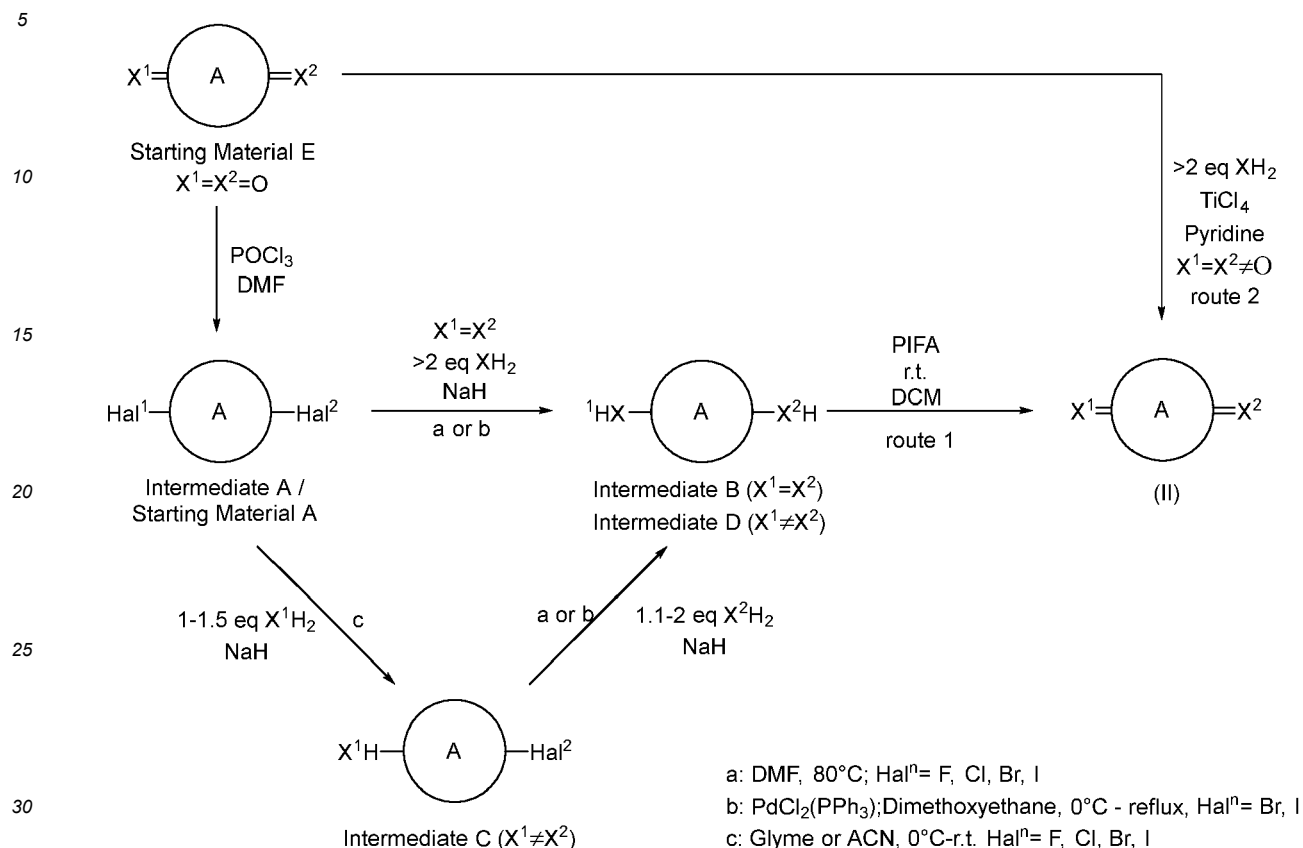 5
X¹= A =X²
Starting Material E
X¹=X²=O
10
>2 eq XH₂
TiCl₄
Pyridine
X¹=X²≠O
route 2
POCl₃
DMF
15
X¹=X²
>2 eq XH₂
NaH
a or b
PIFA
r.t.
DCM
route 1
Hal¹ A Hal²
¹HX A X²H
X¹= A =X²
Intermediate A /
Starting Material A
20
Intermediate B (X¹=X²)
Intermediate D (X¹≠X²)
(II)
25
1-1.5 eq X¹H₂
NaH
c
a or b
1.1-2 eq X²H₂
NaH
X¹H A Hal²
30
Intermediate C (X¹≠X²)
a: DMF, 80°C; Halⁿ= F, Cl, Br, I
b: PdCl₂(PPh₃);Dimethoxyethane, 0°C - reflux, Halⁿ= Br, I
c: Glyme or ACN, 0°C-r.t. Halⁿ= F, Cl, Br, I